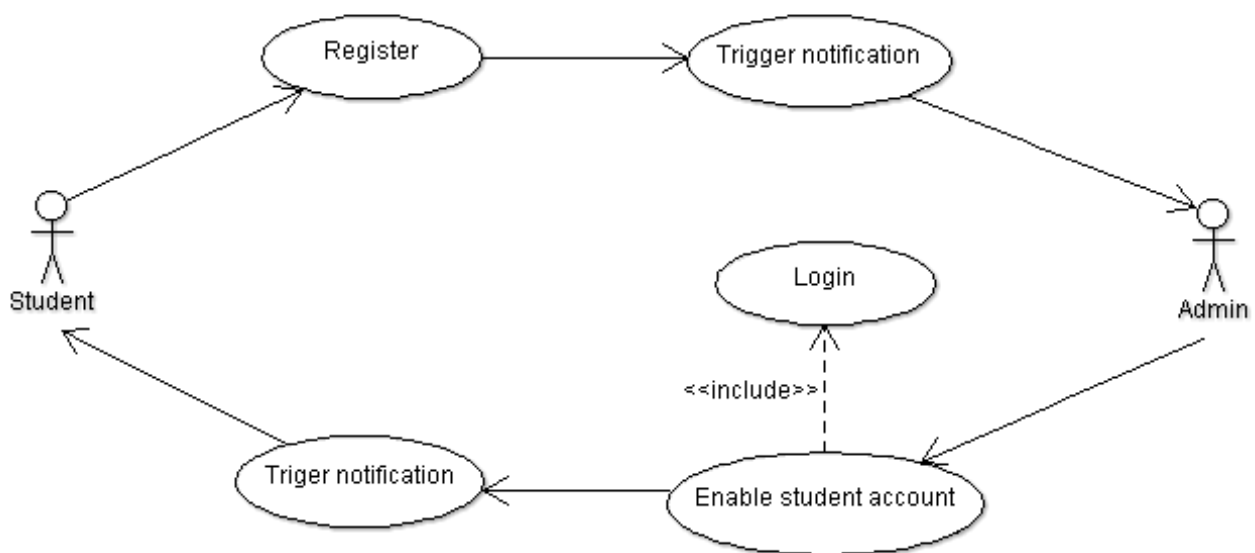 Register
Trigger notification
Student
Login
Admin
<<include>>
Triger notification
Enable student account